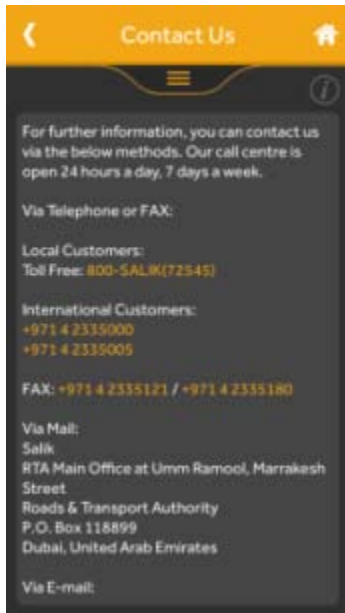 Contact Us
For further information, you can contact us
via the below methods. Our call centre is
open 24 hours a day, 7 days a week.
Via Telephone or FAX:
Local Customers:
Toll Free: 800-SALIK(72545)
International Customers:
+971 4 2335000
+971 4 2335005
FAX: +971 4 2335121 / +971 4 2335180
Via Mail:
Salik
RTA Main Office at Umm Ramool, Marrakesh
Street
Roads & Transport Authority
P.O. Box 118899
Dubai, United Arab Emirates
Via E-mail: